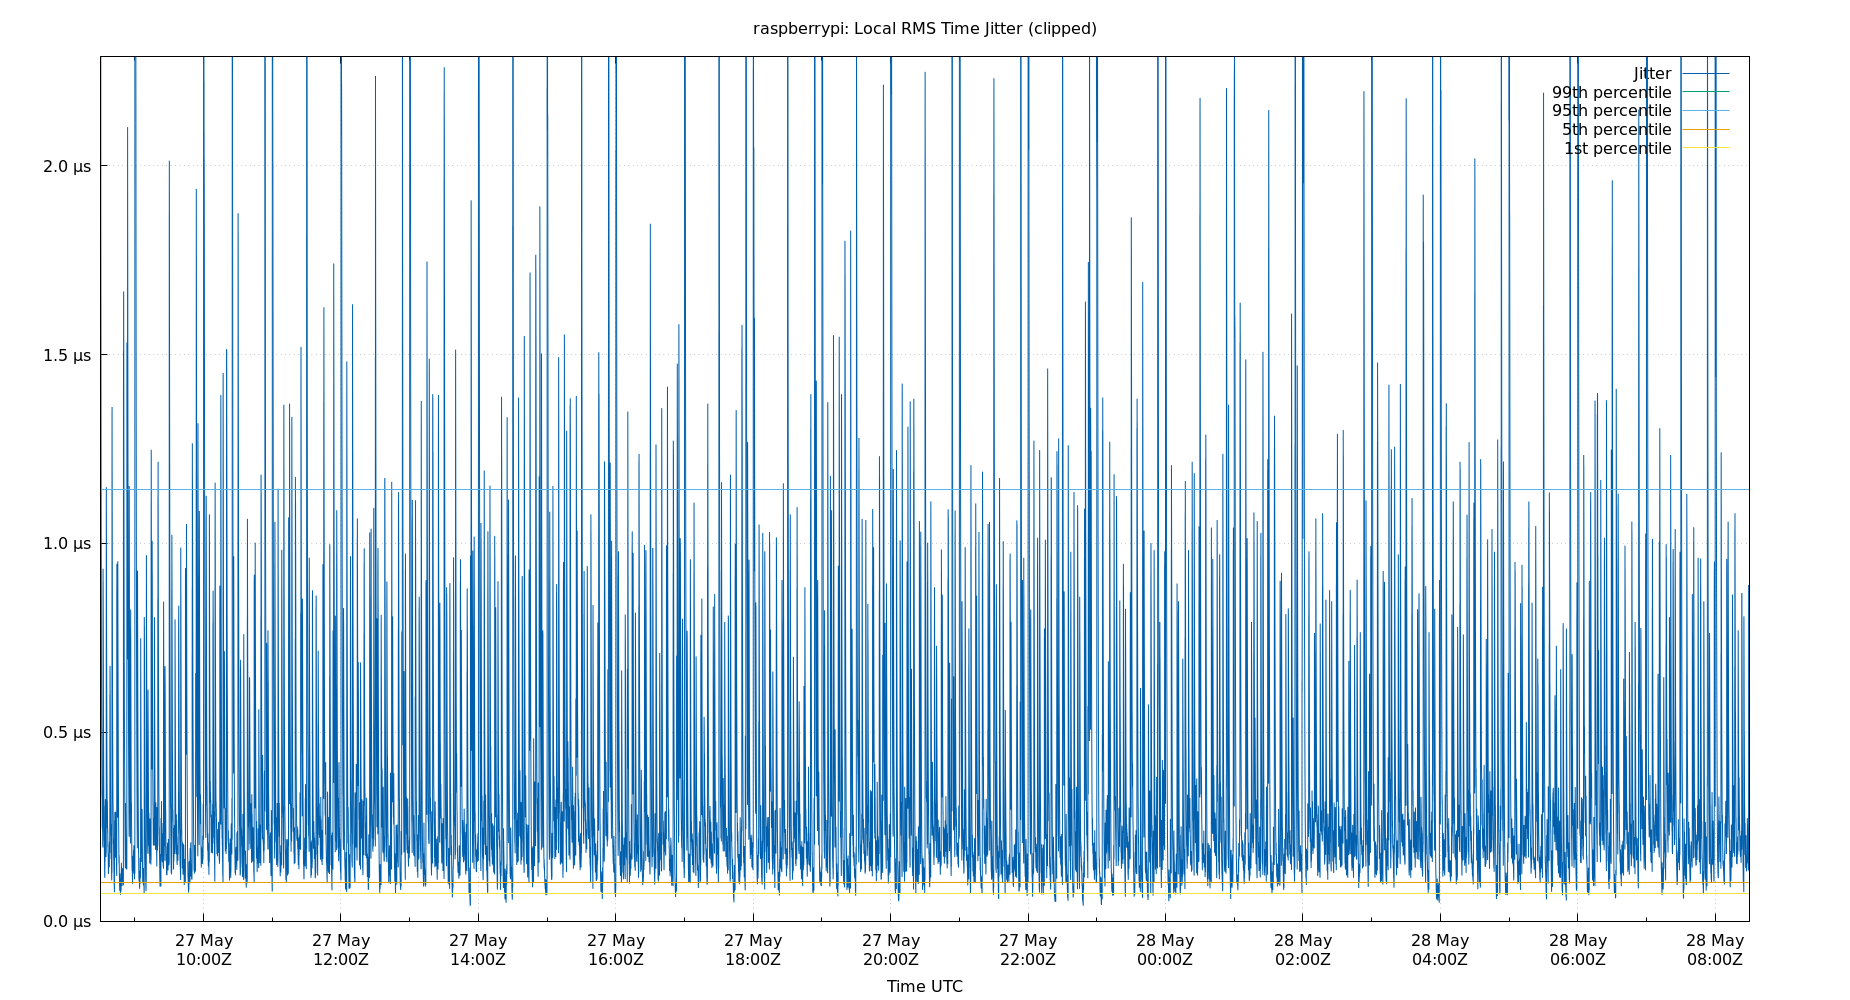 raspberrypi: Local RMS Time Jitter (clipped)
Jitter
99th percentile
95th percentile
5th percentile
1st percentile
2.0 µs
1.5 µs
1.0 µs
0.5 µs
0.0 µs
27 May 27 May 27 May 27 May 27 May 27 May 27 May 28 May 28 May 28 May 28 May 28 May
10:00Z 12:00Z 14:00Z 16:00Z 18:00Z 20:00Z 22:00Z 00:00Z 02:00Z 04:00Z 06:00Z 08:00Z
Time UTC